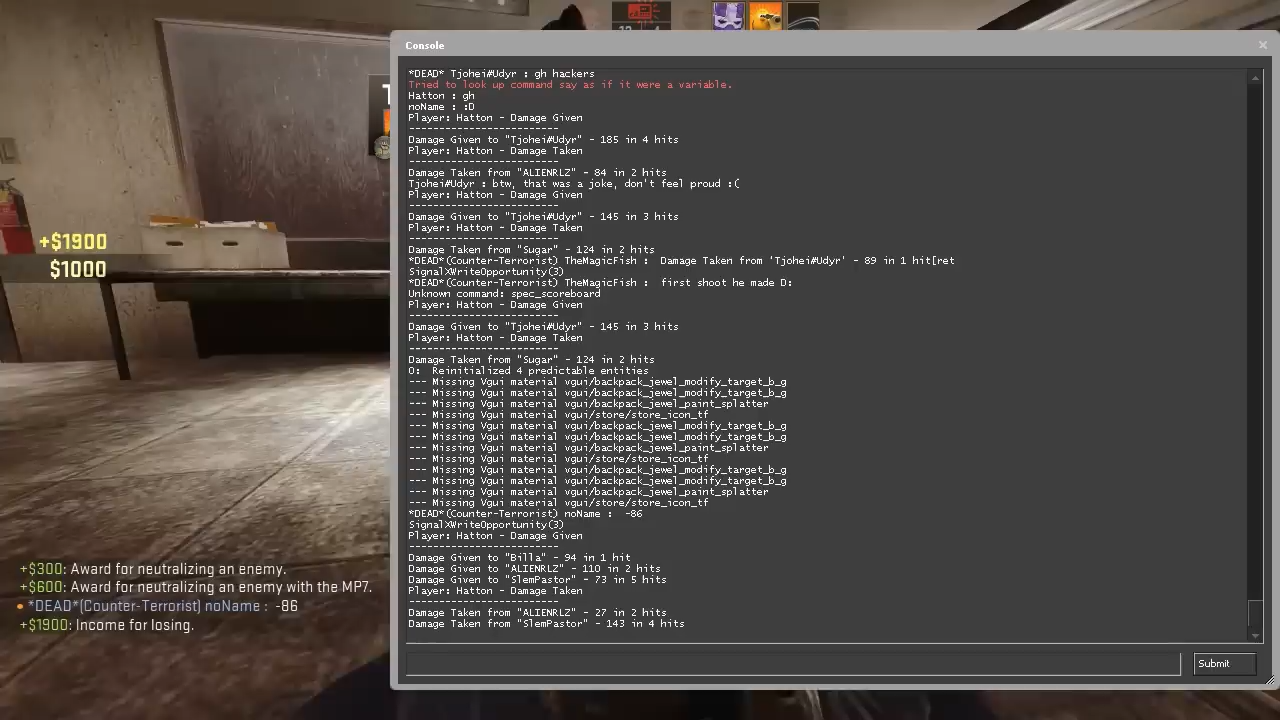 Console
*DEAD* Tjohei#Udyr : gh hackers
Tried to look up command say as if it were a variable.
Hatton : gh
noName : :D
Player: Hatton - Damage Given
-------------------------
Damage Given to "Tjohei#Udyr" - 185 in 4 hits
Player: Hatton - Damage Taken
-------------------------
Damage Taken from "ALIENRLZ" - 84 in 2 hits
Tjohei#Udyr : btw, that was a joke, don't feel proud :(
Player: Hatton - Damage Given
-------------------------
Damage Given to "Tjohei#Udyr" - 145 in 3 hits
Player: Hatton - Damage Taken
-------------------------
Damage Taken from "Sugar" - 124 in 2 hits
*DEAD*(Counter-Terrorist) TheMagicFish :  Damage Taken from 'Tjohei#Udyr' - 89 in 1 hit[ret
SignalXWriteOpportunity(3)
*DEAD*(Counter-Terrorist) TheMagicFish :  first shoot he made D:
Unknown command: spec_scoreboard
Player: Hatton - Damage Given
-------------------------
Damage Given to "Tjohei#Udyr" - 145 in 3 hits
Player: Hatton - Damage Taken
-------------------------
Damage Taken from "Sugar" - 124 in 2 hits
0:  Reinitialized 4 predictable entities
--- Missing Vgui material vgui/backpack_jewel_modify_target_b_g
--- Missing Vgui material vgui/backpack_jewel_modify_target_b_g
--- Missing Vgui material vgui/backpack_jewel_paint_splatter
--- Missing Vgui material vgui/store/store_icon_tf
--- Missing Vgui material vgui/backpack_jewel_modify_target_b_g
--- Missing Vgui material vgui/backpack_jewel_modify_target_b_g
--- Missing Vgui material vgui/backpack_jewel_paint_splatter
--- Missing Vgui material vgui/store/store_icon_tf
--- Missing Vgui material vgui/backpack_jewel_modify_target_b_g
--- Missing Vgui material vgui/backpack_jewel_modify_target_b_g
--- Missing Vgui material vgui/backpack_jewel_paint_splatter
--- Missing Vgui material vgui/store/store_icon_tf
*DEAD*(Counter-Terrorist) noName :  -86
SignalXWriteOpportunity(3)
Player: Hatton - Damage Given
-------------------------
Damage Given to "Billa" - 94 in 1 hit
Damage Given to "ALIENRLZ" - 110 in 2 hits
Damage Given to "SlemPastor" - 73 in 5 hits
Player: Hatton - Damage Taken
-------------------------
Damage Taken from "ALIENRLZ" - 27 in 2 hits
Damage Taken from "SlemPastor" - 143 in 4 hits
Submit
+$1900
$1000
+$300: Award for neutralizing an enemy.
+$600: Award for neutralizing an enemy with the MP7.
*DEAD*(Counter-Terrorist) noName :  -86
+$1900: Income for losing.